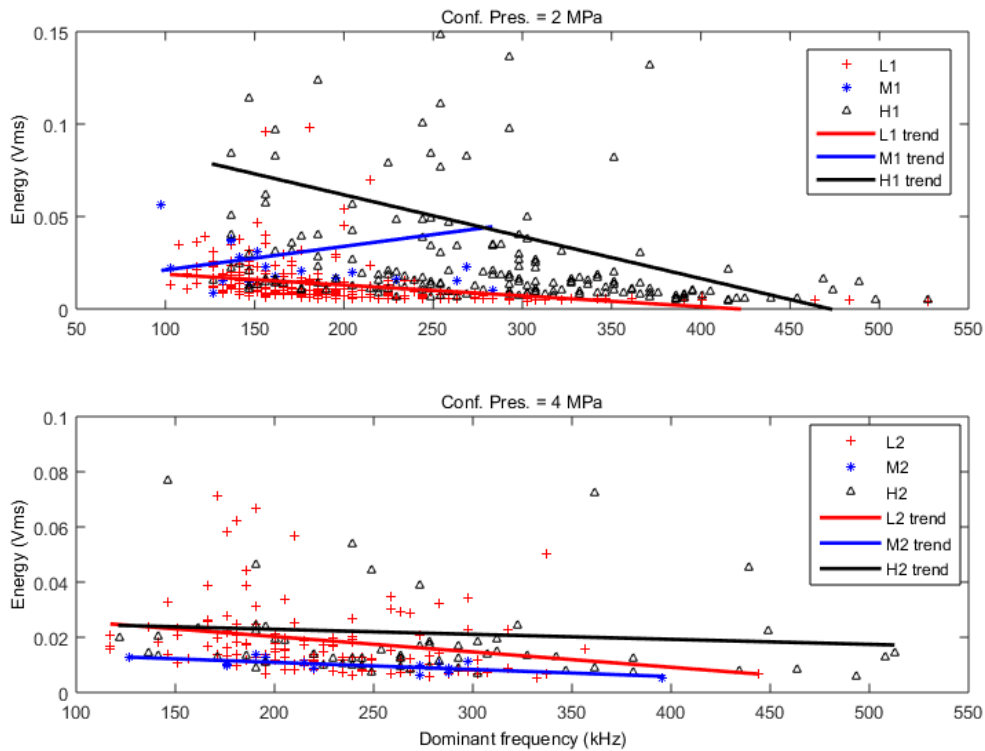 Conf. Pres. = 2 MPa
0.15
0.1
0.05
0
Energy (Vms)
50 100 150 200 250 300 350 400 450 500 550
L1
M1
H1
L1 trend
M1 trend
H1 trend
Conf. Pres. = 4 MPa
0.1
0.08
0.06
0.04
0.02
0
Energy (Vms)
100 150 200 250 300 350 400 450 500 550
L2
M2
H2
L2 trend
M2 trend
H2 trend
Dominant frequency (kHz)